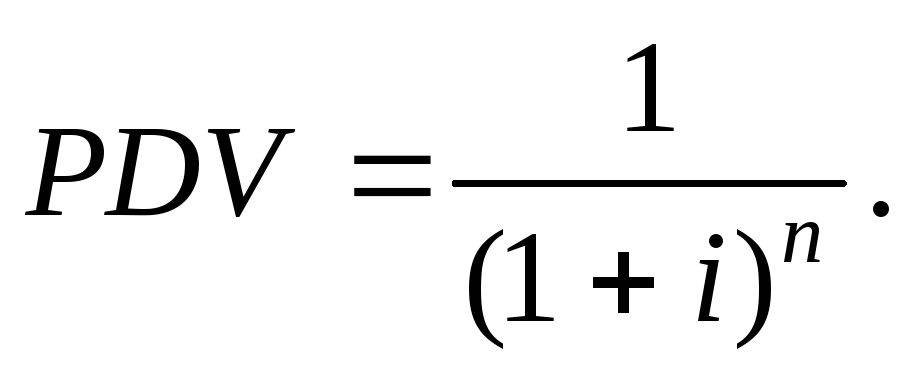 PDV = 1/(1 + i)ⁿ.